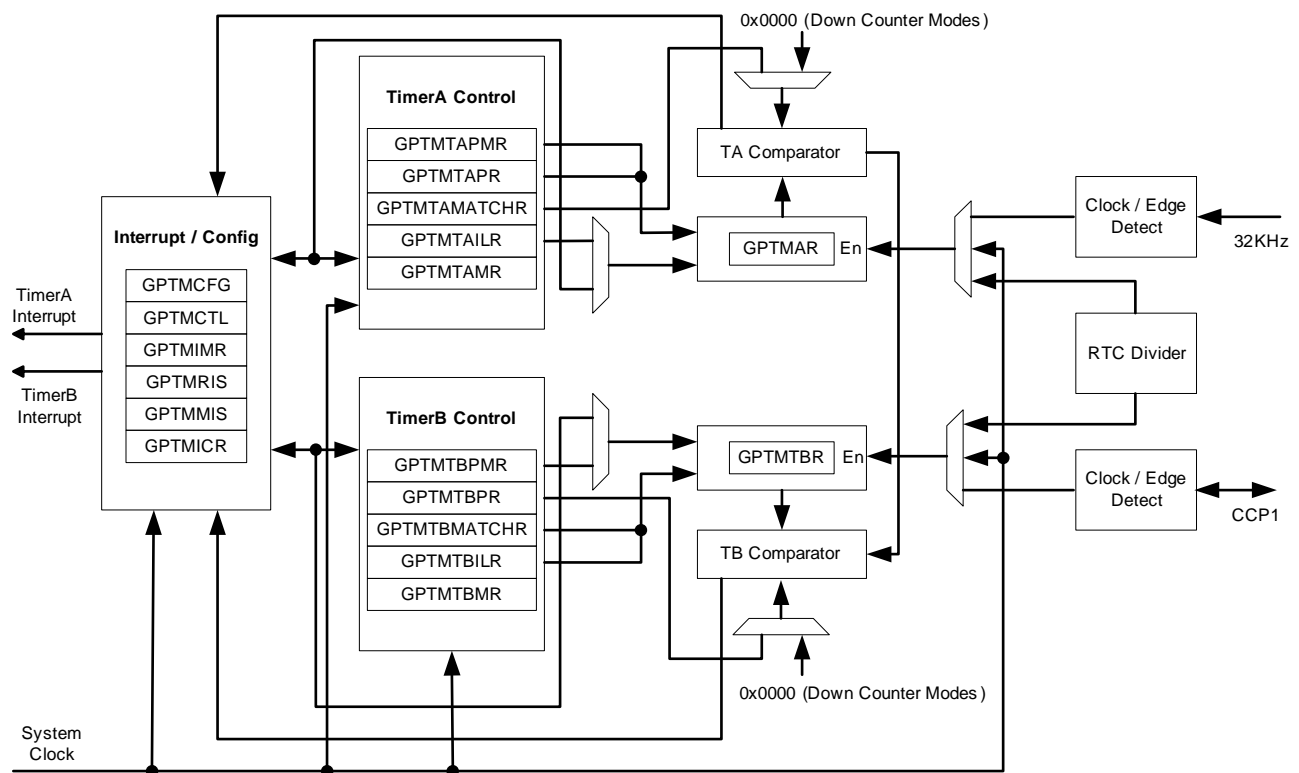 0x0000 (Down Counter Modes)
TimerA Control
GPTMTAPMR
GPTMTAPR
GPTMTAMATCHR
GPTMTAILR
GPTMTAMR
TA Comparator
GPTMAR
En
Clock / Edge
Detect
32KHz
Interrupt / Config
GPTMCFG
GPTMCTL
GPTMIMR
GPTMRIS
GPTMMIS
GPTMICR
TimerA
Interrupt
TimerB
Interrupt
RTC Divider
TimerB Control
GPTMTBPMR
GPTMTBPR
GPTMTBMATCHR
GPTMTBILR
GPTMTBMR
GPTMTBR
En
TB Comparator
Clock / Edge
Detect
CCP1
0x0000 (Down Counter Modes)
System
Clock